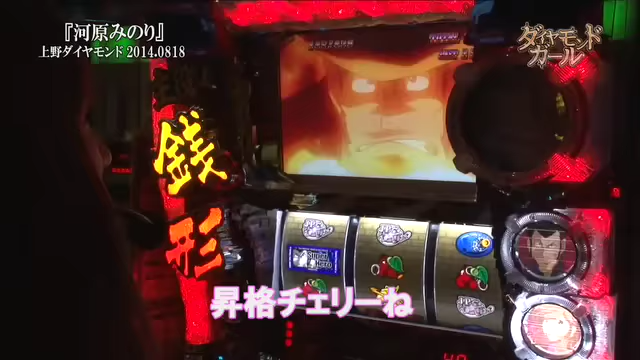 『河原みのり』
上野ダイヤモンド 2014.0818
ダイヤモンド
ガール
銭
形
昇格チェリーね